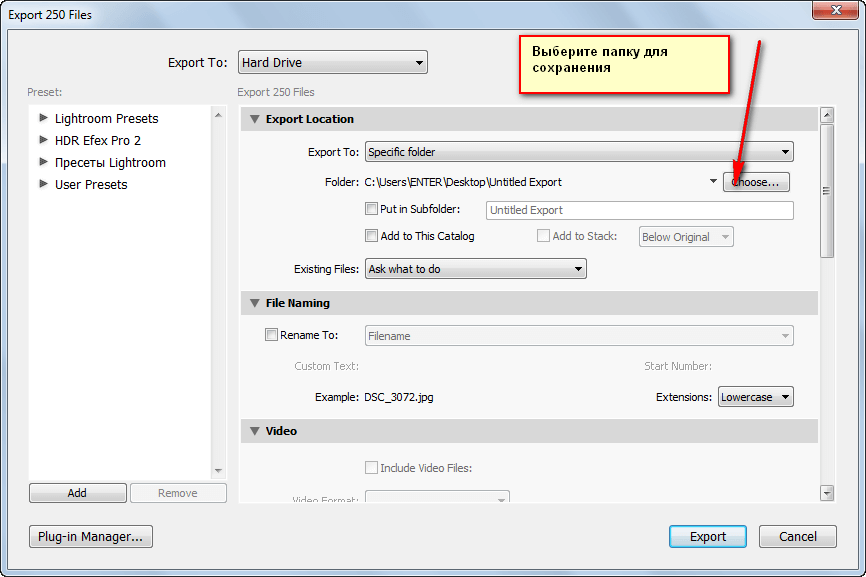 Export 250 Files
Выберите папку для
сохранения
Export To: Hard Drive
Preset:
Export 250 Files
Lightroom Presets
HDR Efex Pro 2
Пресеты Lightroom
User Presets
Export Location
Export To: Specific folder
Folder: C:\Users\ENTER\Desktop\Untitled Export Choose...
Put in Subfolder: Untitled Export
Add to This Catalog Add to Stack: Below Original
Existing Files: Ask what to do
File Naming
Rename To: Filename
Custom Text: Start Number:
Example: DSC_3072.jpg Extensions: Lowercase
Video
Include Video Files:
Video Format:
Add Remove
Plug-in Manager... Export Cancel